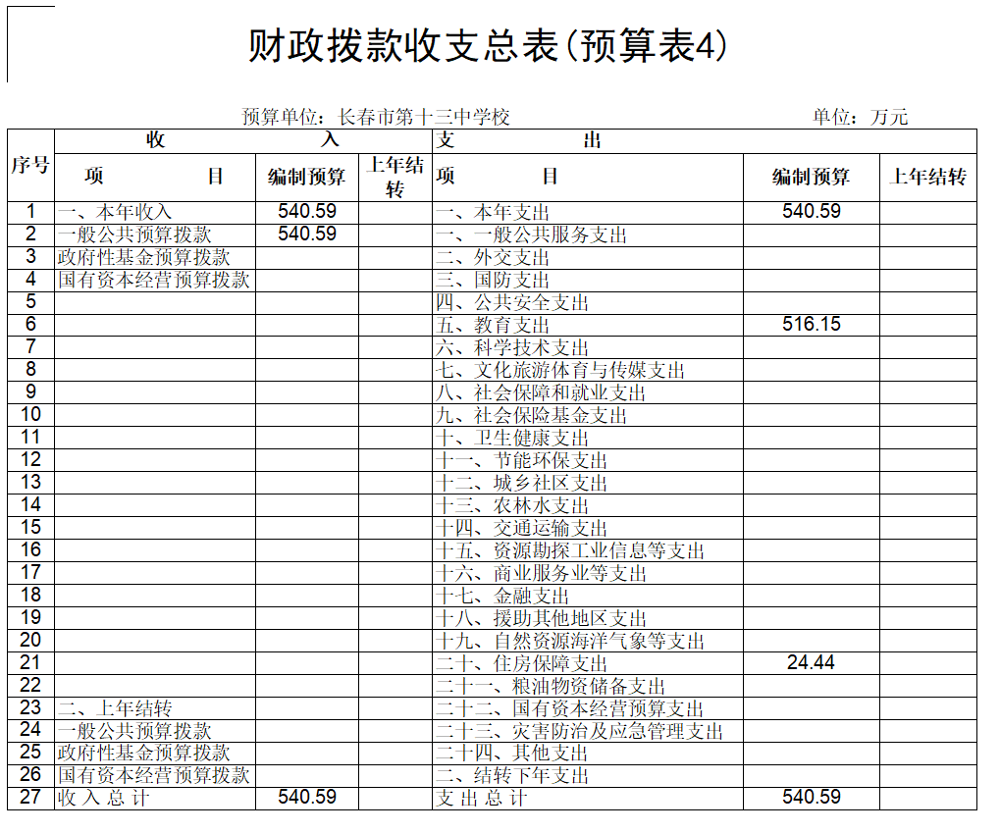 财政拨款收支总表(预算表4)
预算单位：长春市第十三中学校 单位：万元
序号 收 入 支 出
项 目 编制预算 上年结转 项 目 编制预算 上年结转
1 一、本年收入 540.59 一、本年支出 540.59
2 一般公共预算拨款 540.59 一、一般公共服务支出
3 政府性基金预算拨款 二、外交支出
4 国有资本经营预算拨款 三、国防支出
5 四、公共安全支出
6 五、教育支出 516.15
7 六、科学技术支出
8 七、文化旅游体育与传媒支出
9 八、社会保障和就业支出
10 九、社会保险基金支出
11 十、卫生健康支出
12 十一、节能环保支出
13 十二、城乡社区支出
14 十三、农林水支出
15 十四、交通运输支出
16 十五、资源勘探工业信息等支出
17 十六、商业服务业等支出
18 十七、金融支出
19 十八、援助其他地区支出
20 十九、自然资源海洋气象等支出
21 二十、住房保障支出 24.44
22 二十一、粮油物资储备支出
23 二、上年结转 二十二、国有资本经营预算支出
24 一般公共预算拨款 二十三、灾害防治及应急管理支出
25 政府性基金预算拨款 二十四、其他支出
26 国有资本经营预算拨款 二、结转下年支出
27 收 入 总 计 540.59 支 出 总 计 540.59